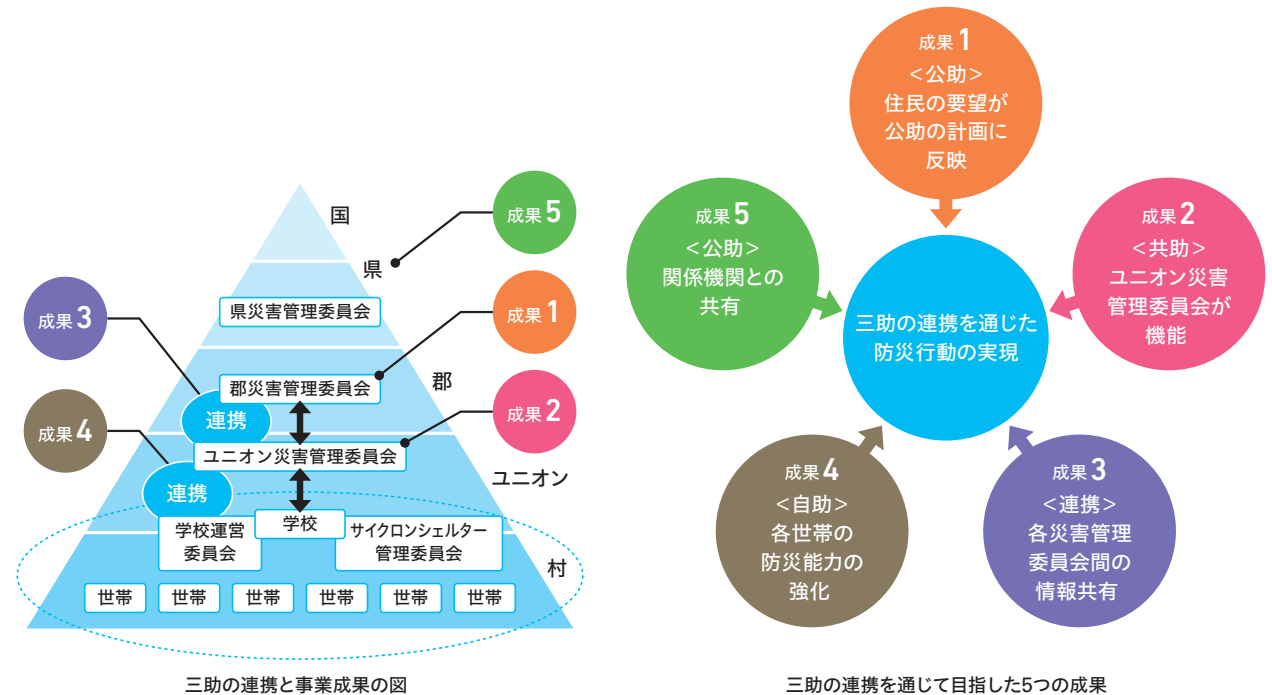 国
県
県災害管理委員会
郡災害管理委員会
郡
連携
ユニオン災害管理委員会
ユニオン
連携
学校運営
委員会
学校
サイクロンシェルター
管理委員会
村
世帯
世帯
世帯
世帯
世帯
世帯
成果5
成果1
成果2
成果3
成果4
三助の連携と事業成果の図
成果1
＜公助＞
住民の要望が
公助の計画に
反映
成果2
＜共助＞
ユニオン災害
管理委員会が
機能
成果3
＜連携＞
各災害管理
委員会間の
情報共有
成果4
＜自助＞
各世帯の
防災能力の
強化
成果5
＜公助＞
関係機関との
共有
三助の連携を通じた
防災行動の実現
三助の連携を通じて目指した5つの成果